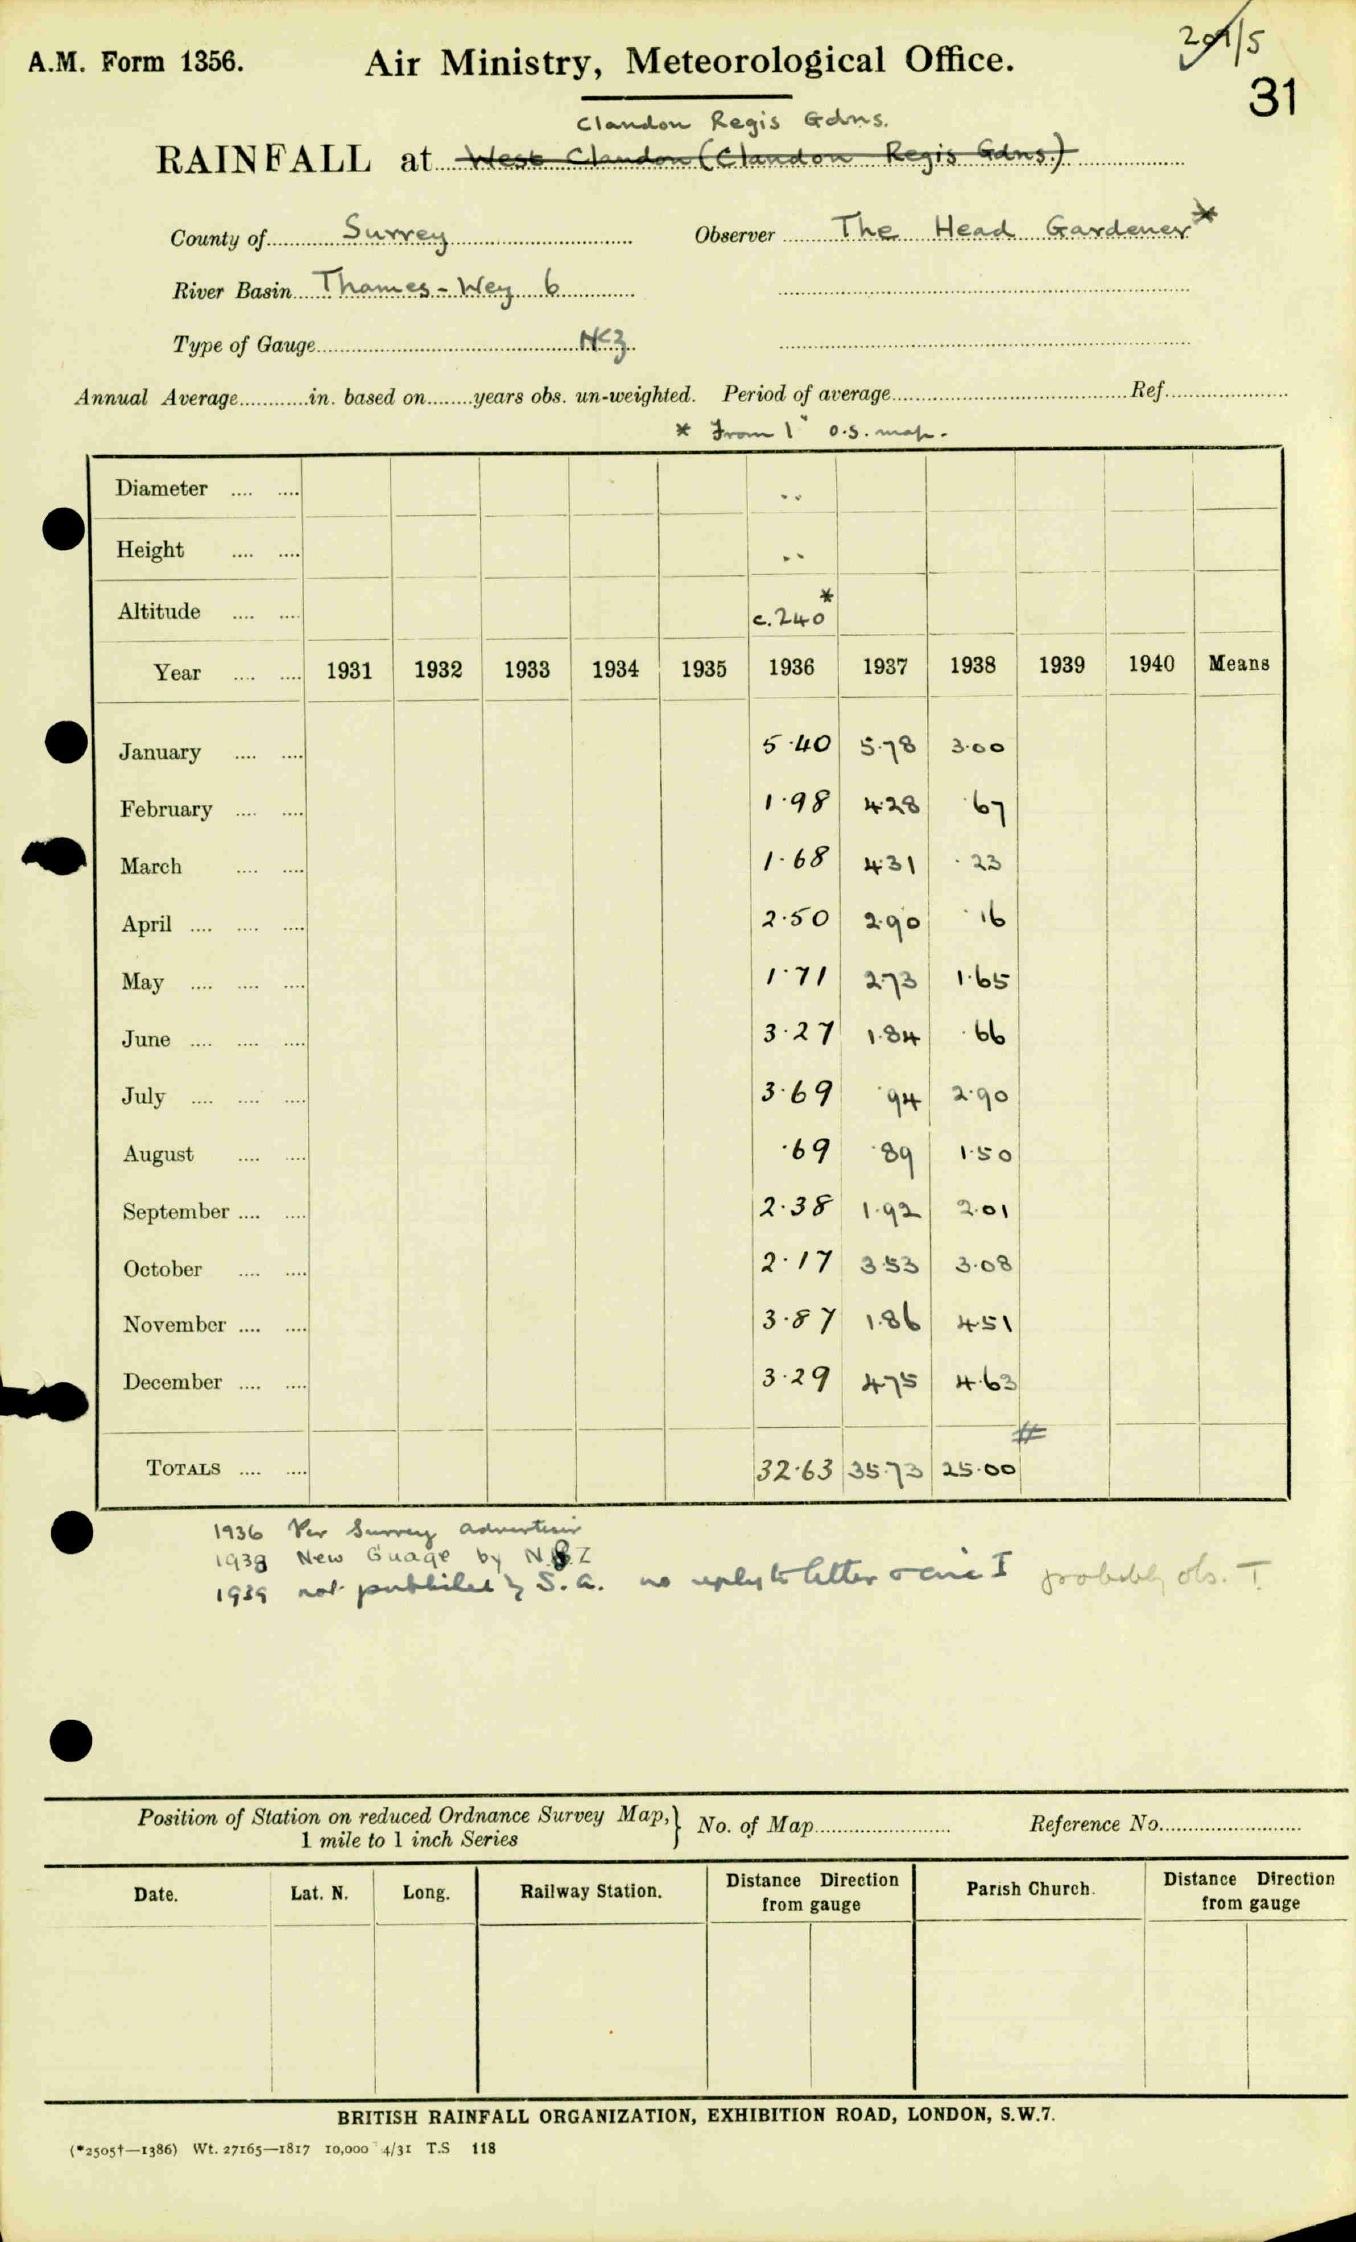 A.M. Form 1356. Air Ministry, Meteorological Office.
31
Clandon Regis Gdns.
RAINFALL at West Clandon (Clandon Regis Gdns.)
County of Surrey Observer The Head Gardener *
River Basin Thames - Wey 6
Type of Gauge
Annual Average in. based on years obs. un-weighted. Period of average Ref.
* From 1" O.S. map.
Diameter
Height
Altitude c. 240 *
Year 1931 1932 1933 1934 1935 1936 1937 1938 1939 1940 Means
January 5.40 5.78 3.00
February 1.98 4.28 .67
March 1.68 4.31 .23
April 2.50 2.90 .16
May 1.71 2.73 1.65
June 3.27 1.84 .66
July 3.69 .94 2.90
August .69 .89 1.50
September 2.38 1.92 2.01
October 2.17 3.53 3.08
November 3.87 1.86 4.51
December 3.29 4.75 4.63
TOTALS 32.63 35.73 25.00 #
1936 Per Surrey Advertiser
1938 New Guage by
1939 not by S.A. no reply to letter probably obs. T.
Position of Station on reduced Ordnance Survey Map, } No. of Map Reference No.
1 mile to 1 inch Series
Date. Lat. N. Long. Railway Station. Distance Direction from gauge Parish Church. Distance Direction from gauge
BRITISH RAINFALL ORGANIZATION, EXHIBITION ROAD, LONDON, S.W.7.
(*2505†—1386) Wt. 27165—1817 10,000 4/31 T.S 118